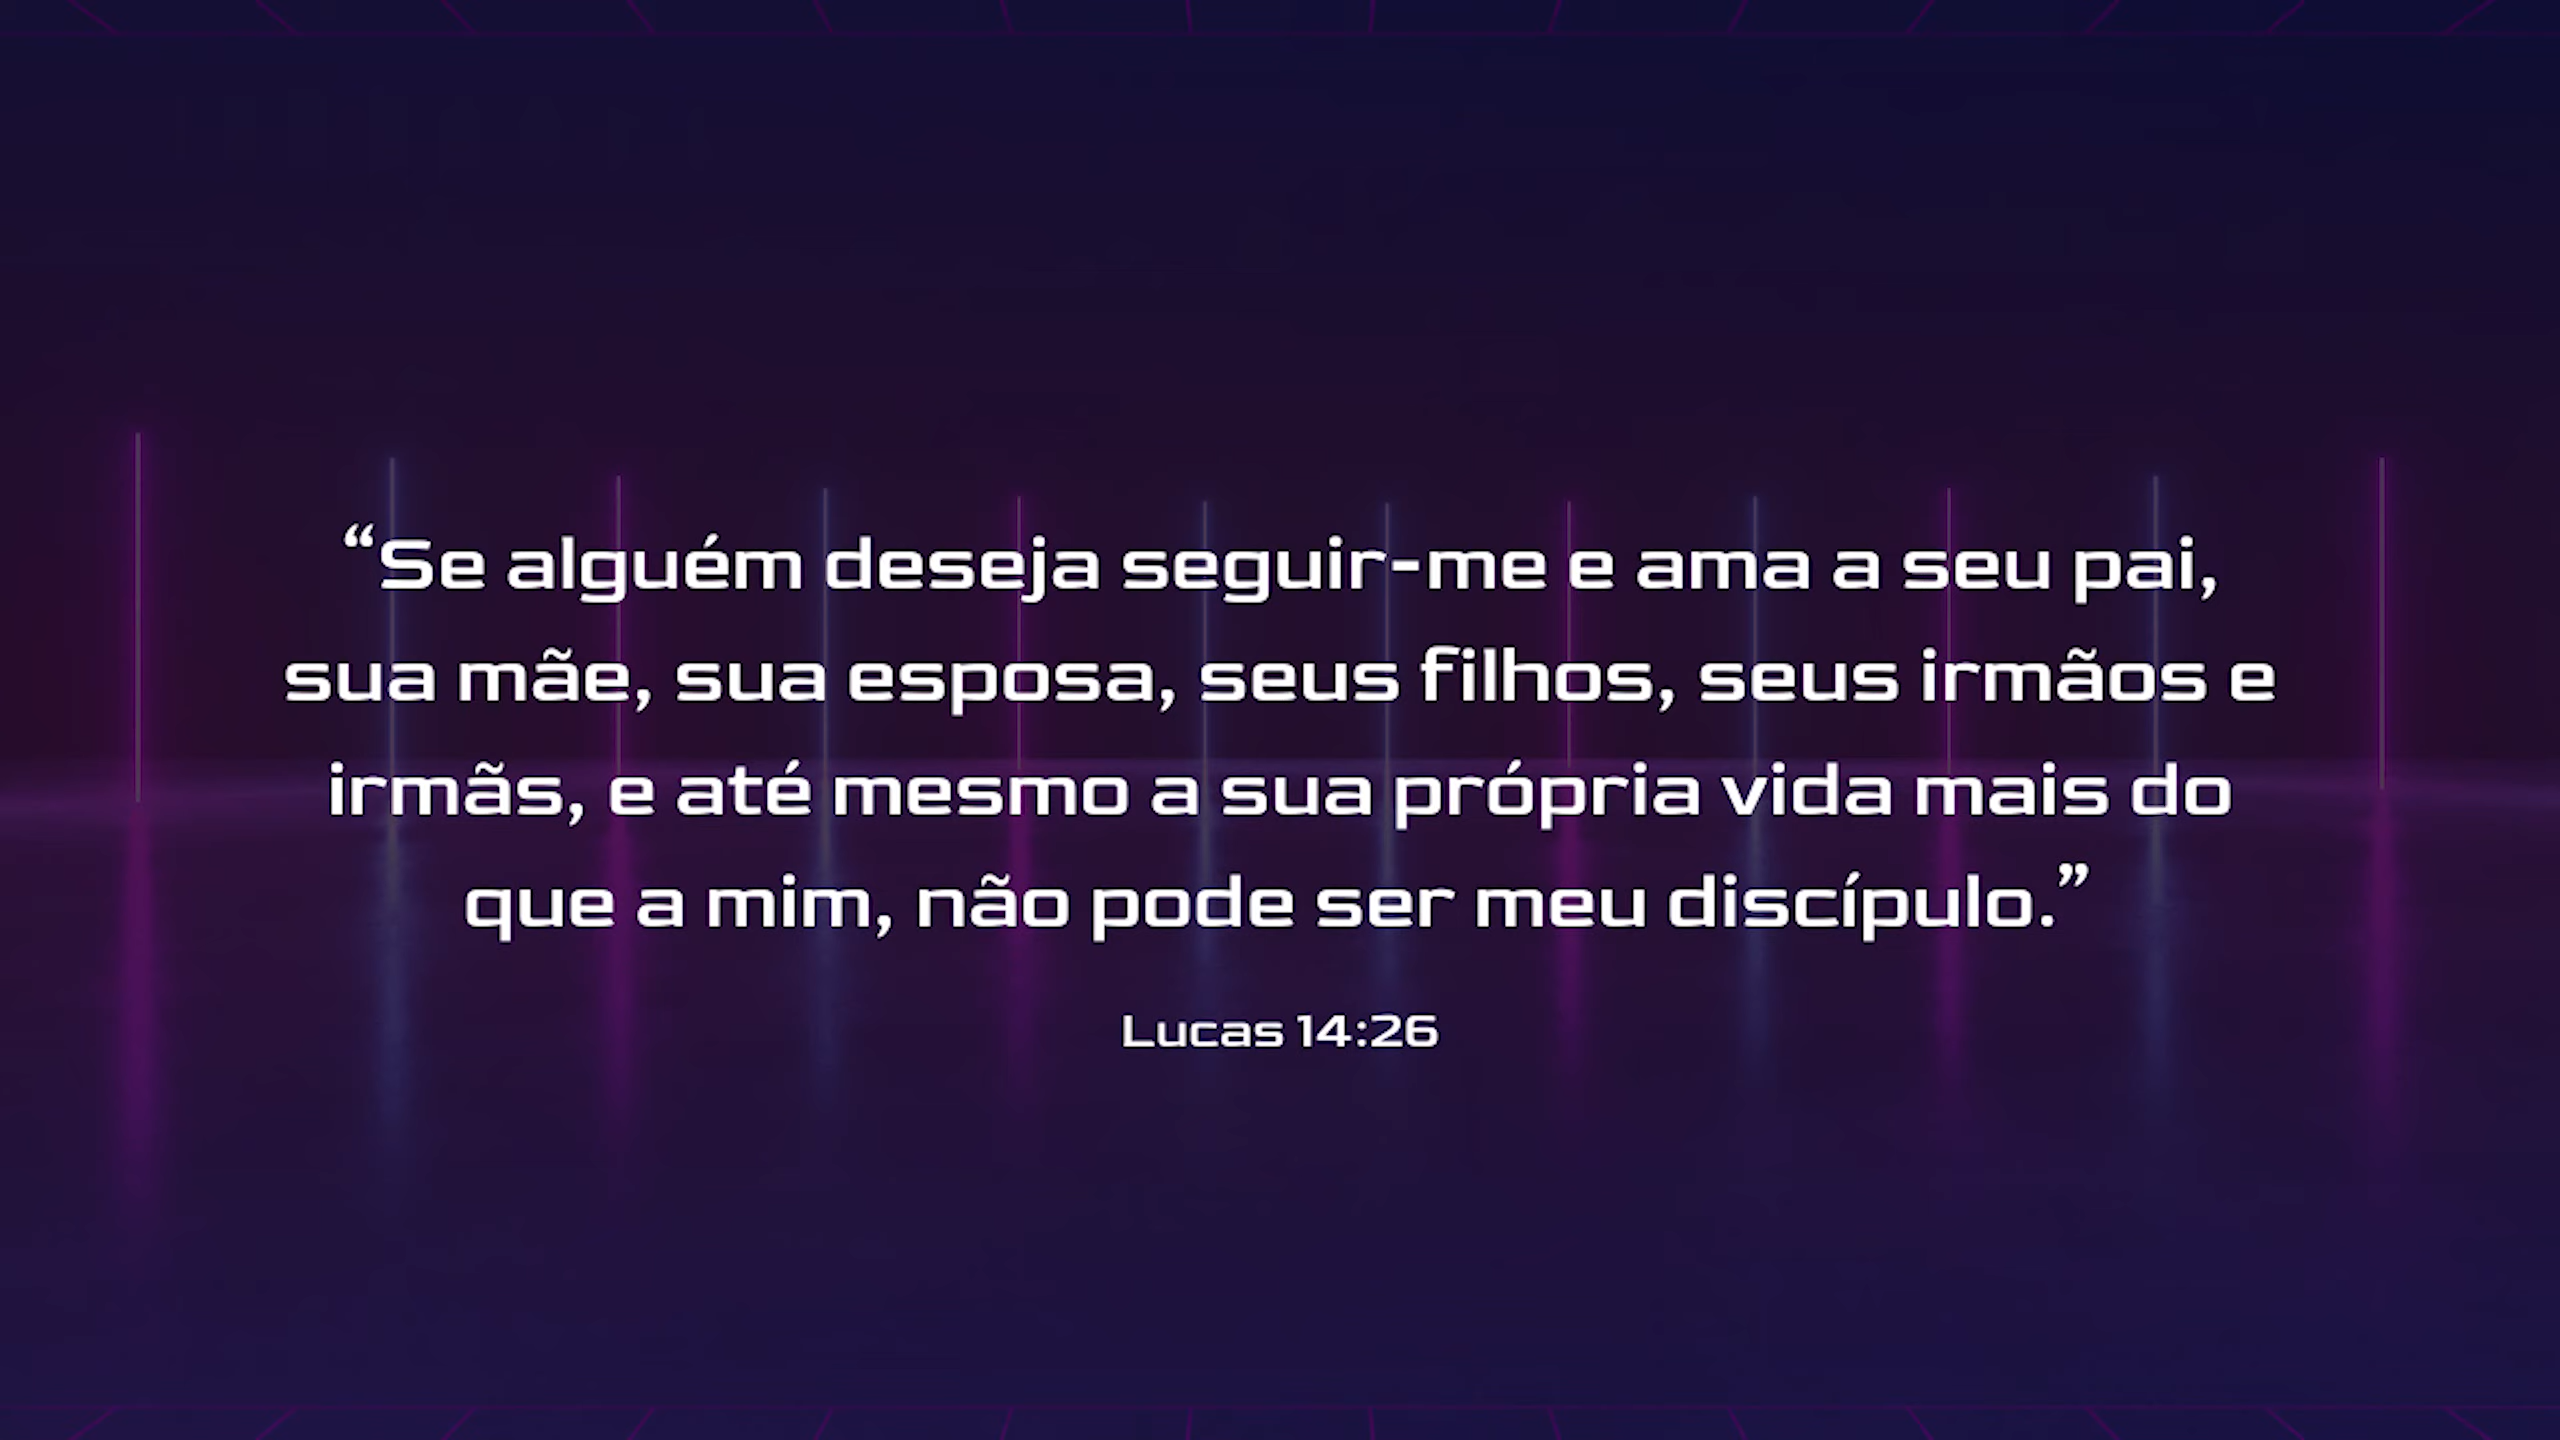 “Se alguém deseja seguir-me e ama a seu pai,
sua mãe, sua esposa, seus filhos, seus irmãos e
irmãs, e até mesmo a sua própria vida mais do
que a mim, não pode ser meu discípulo.”
Lucas 14:26